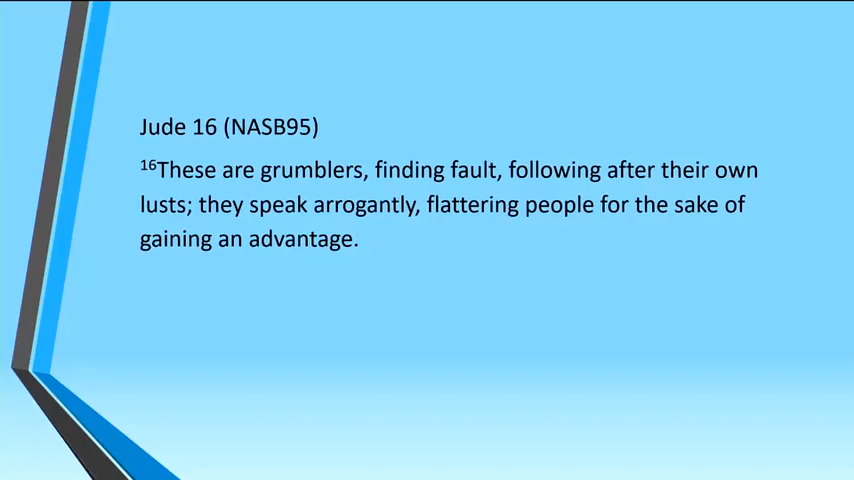 Jude 16 (NASB95)
16These are grumblers, finding fault, following after their own
lusts; they speak arrogantly, flattering people for the sake of
gaining an advantage.